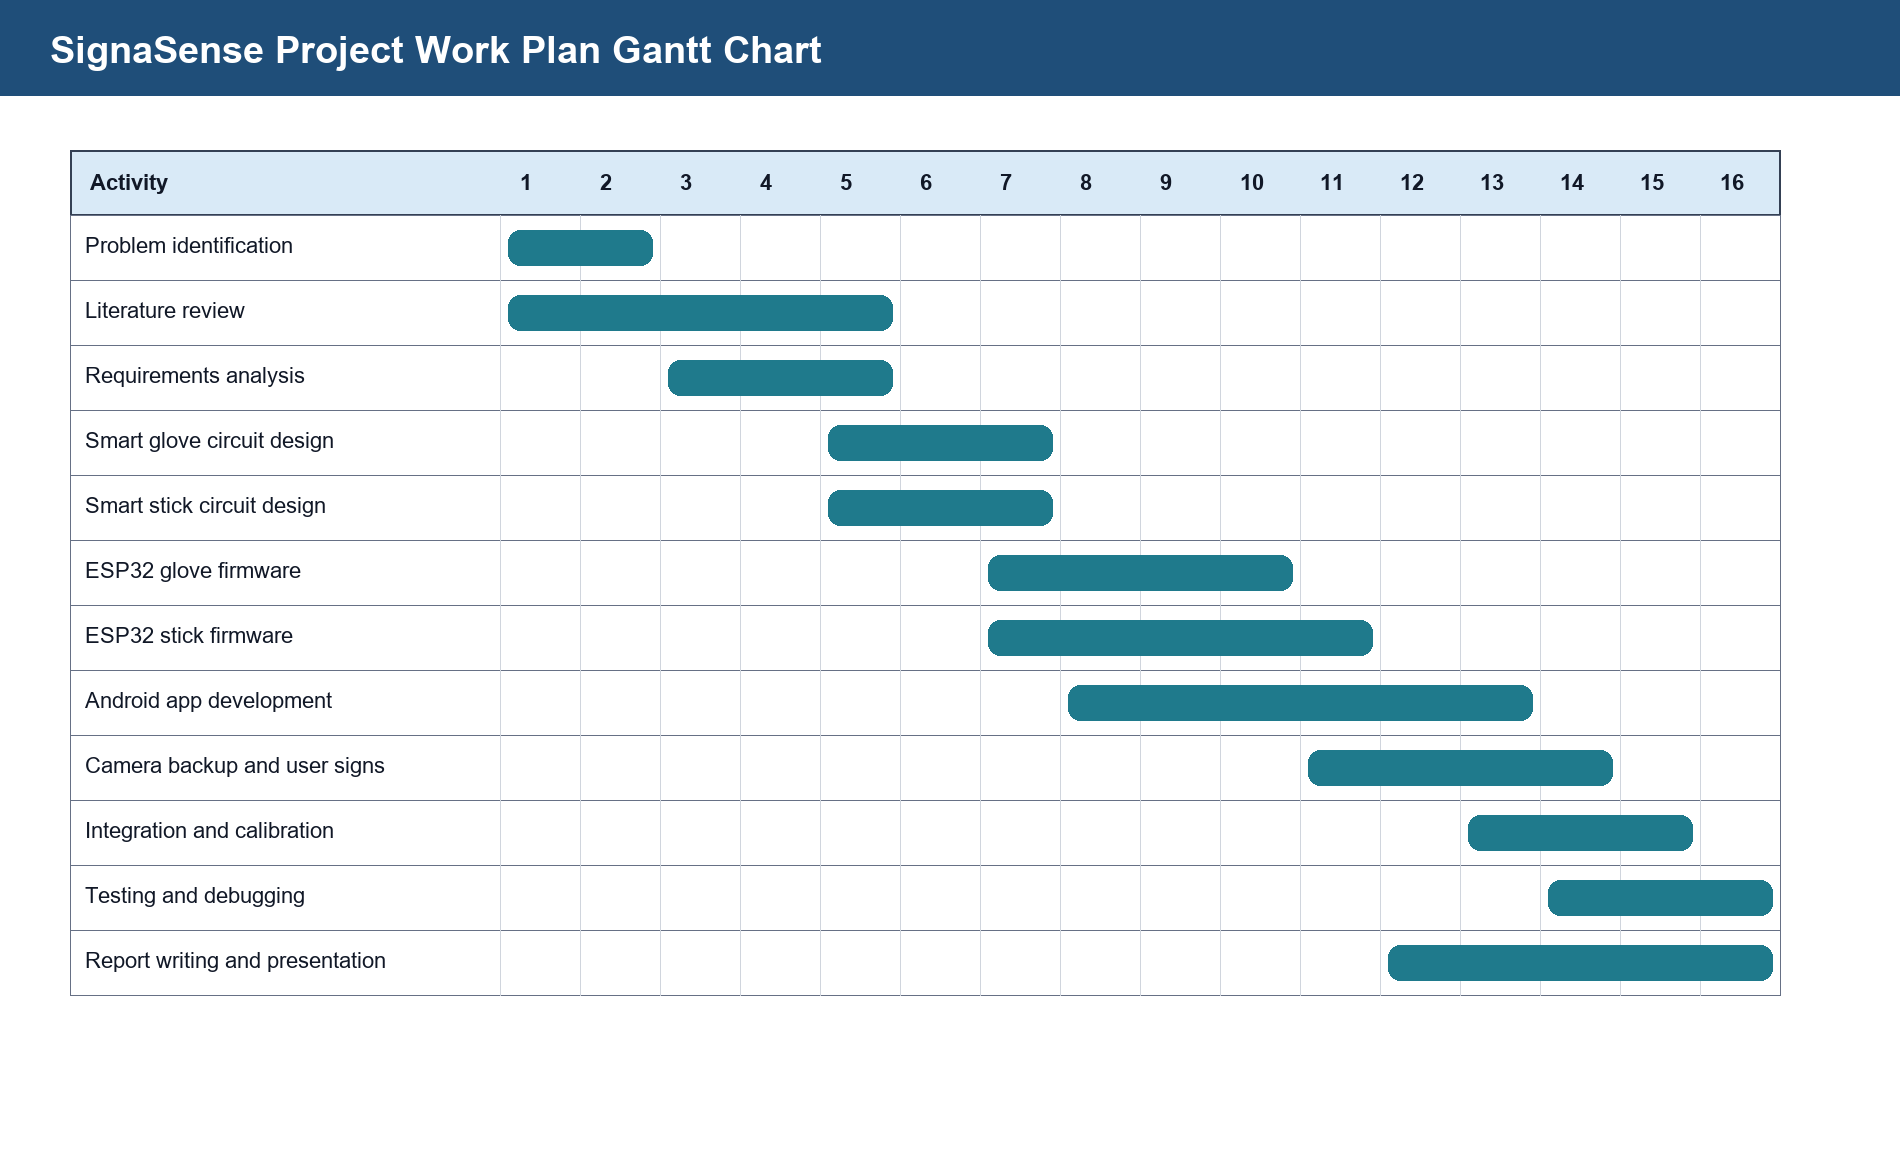 SignaSense Project Work Plan Gantt Chart
Activity 1 2 3 4 5 6 7 8 9 10 11 12 13 14 15 16
Problem identification
Literature review
Requirements analysis
Smart glove circuit design
Smart stick circuit design
ESP32 glove firmware
ESP32 stick firmware
Android app development
Camera backup and user signs
Integration and calibration
Testing and debugging
Report writing and presentation